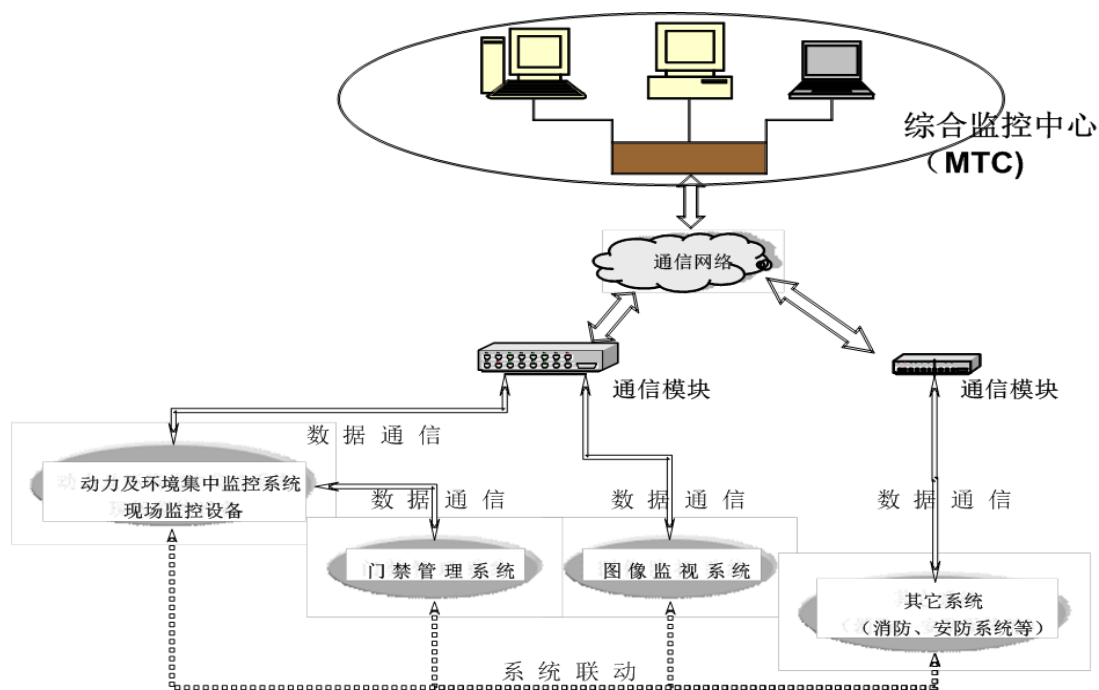 综合监控中心
（MTC)
通信网络
通信模块
通信模块
数据通信
动力及环境集中监控系统
现场监控设备
数据通信
数据通信
数据通信
门禁管理系统
图像监视系统
其它系统
（消防、安防系统等）
系统联动